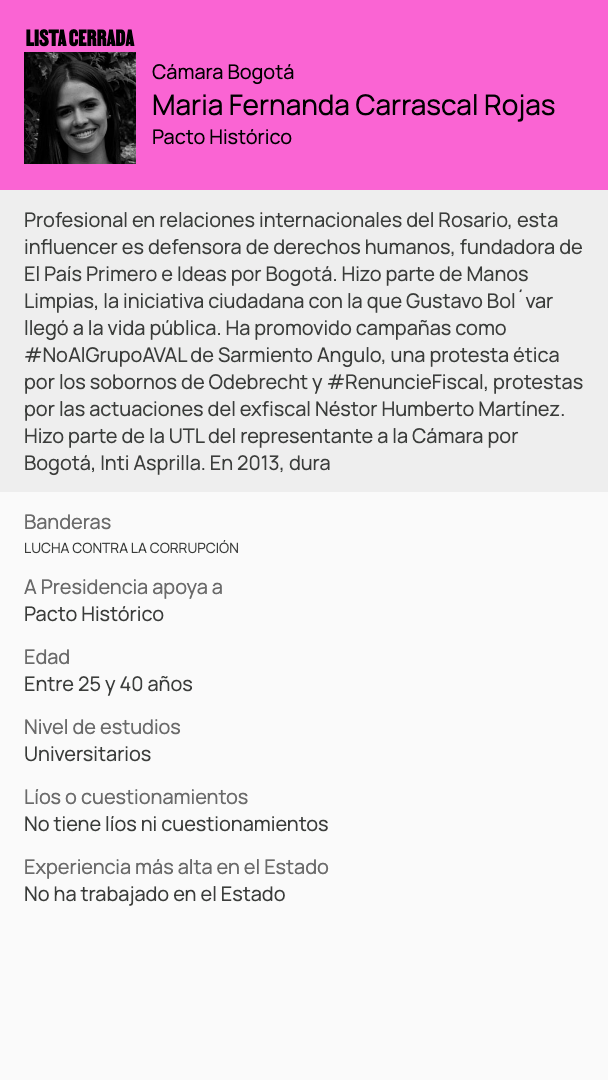 LISTA CERRADA
Cámara Bogotá
Maria Fernanda Carrascal Rojas
Pacto Histórico
Profesional en relaciones internacionales del Rosario, esta
influencer es defensora de derechos humanos, fundadora de
El País Primero e Ideas por Bogotá. Hizo parte de Manos
Limpias, la iniciativa ciudadana con la que Gustavo Bol´var
llegó a la vida pública. Ha promovido campañas como
#NoAlGrupoAVAL de Sarmiento Angulo, una protesta ética
por los sobornos de Odebrecht y #RenuncieFiscal, protestas
por las actuaciones del exfiscal Néstor Humberto Martínez.
Hizo parte de la UTL del representante a la Cámara por
Bogotá, Inti Asprilla. En 2013, dura
Banderas
LUCHA CONTRA LA CORRUPCIÓN
A Presidencia apoya a
Pacto Histórico
Edad
Entre 25 y 40 años
Nivel de estudios
Universitarios
Líos o cuestionamientos
No tiene líos ni cuestionamientos
Experiencia más alta en el Estado
No ha trabajado en el Estado